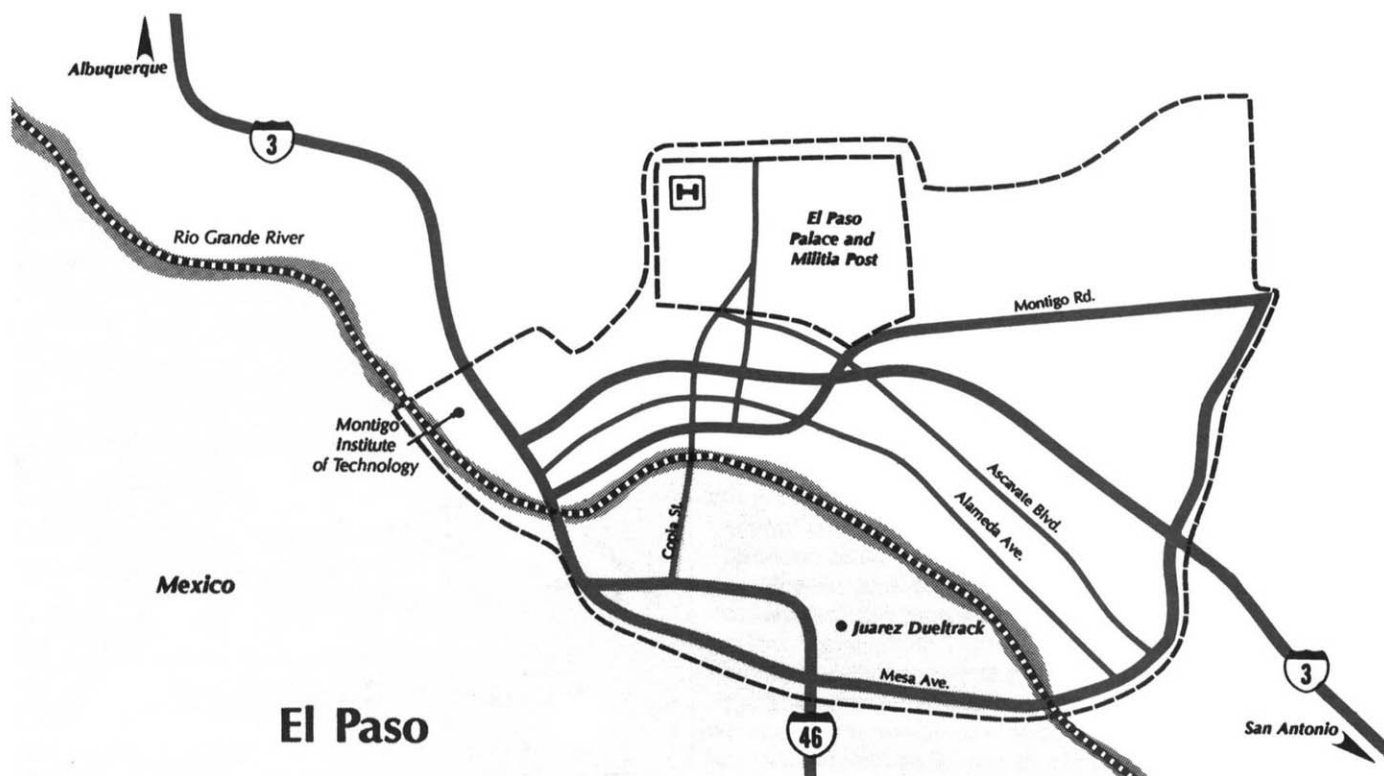 Albuquerque
3
Rio Grande River
El Paso
Palace and
Militia Post
Montigo Rd.
Montigo
Institute
of Technology
Ascavate Blvd.
Alameda Ave.
Copia St.
Mexico
Juarez Dueltrack
Mesa Ave.
3
San Antonio
El Paso
46
H